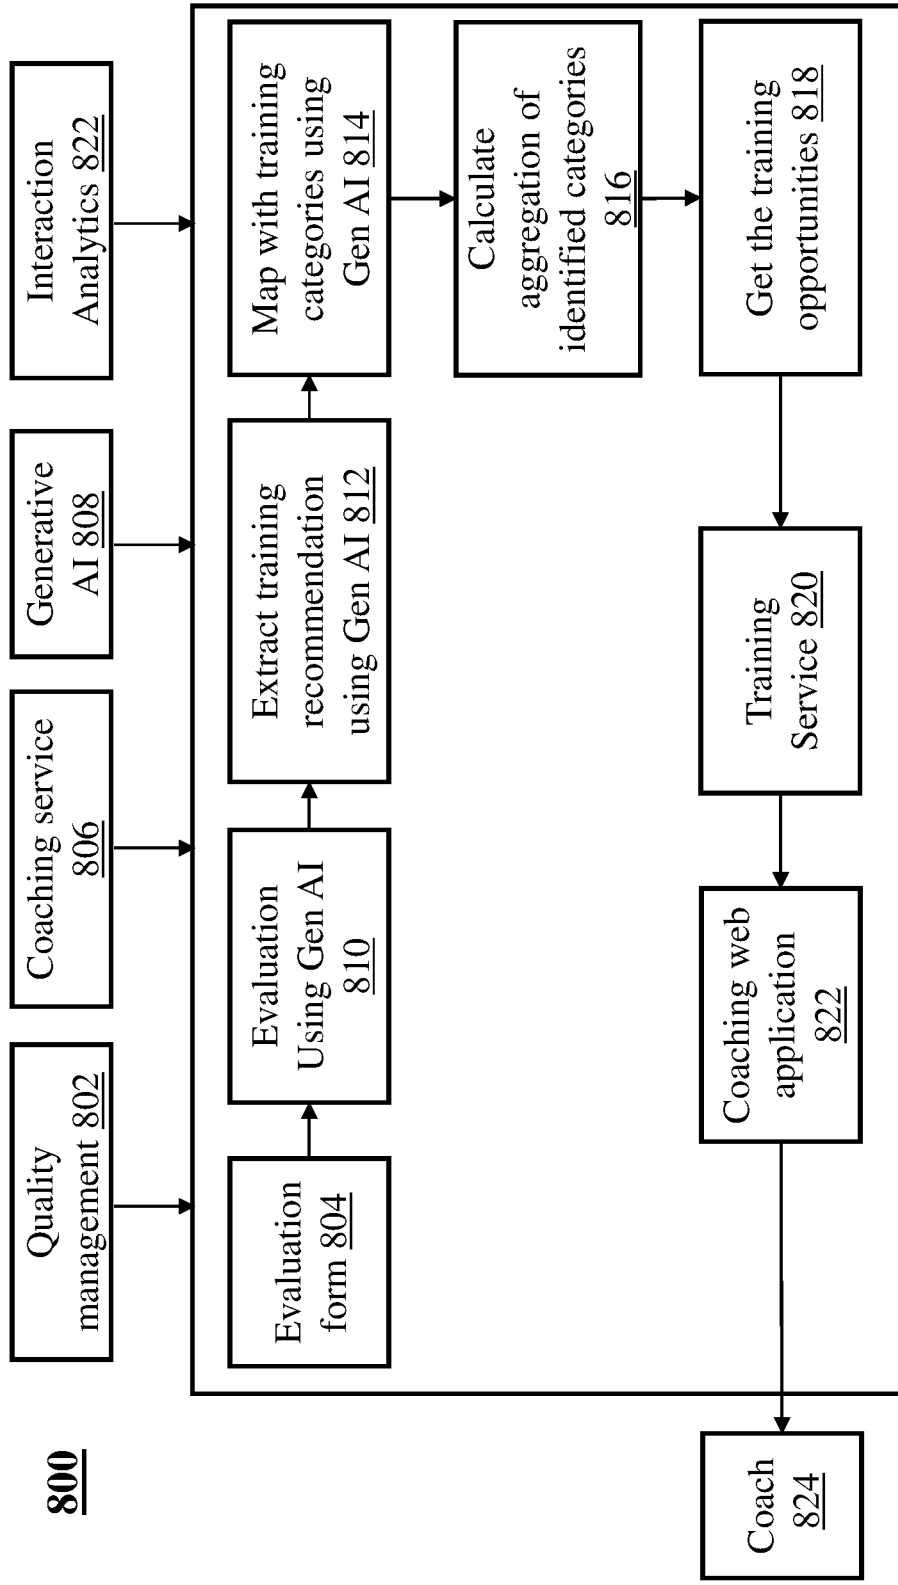 800
Quality
management 802
Coaching service
806
Generative
AI 808
Interaction
Analytics 822
Evaluation
form 804
Evaluation
Using Gen AI
810
Extract training
recommendation
using Gen AI 812
Map with training
categories using
Gen AI 814
Calculate
aggregation of
identified categories
816
Get the training
opportunities 818
Training
Service 820
Coaching web
application
822
Coach
824